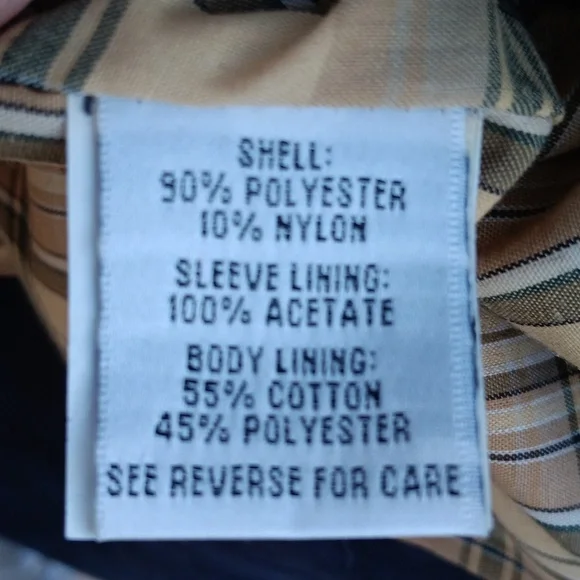 SHELL:
90% POLYESTER
10% NYLON
SLEEVE LINING:
100% ACETATE
BODY LINING:
55% COTTON
45% POLYESTER
SEE REVERSE FOR CARE